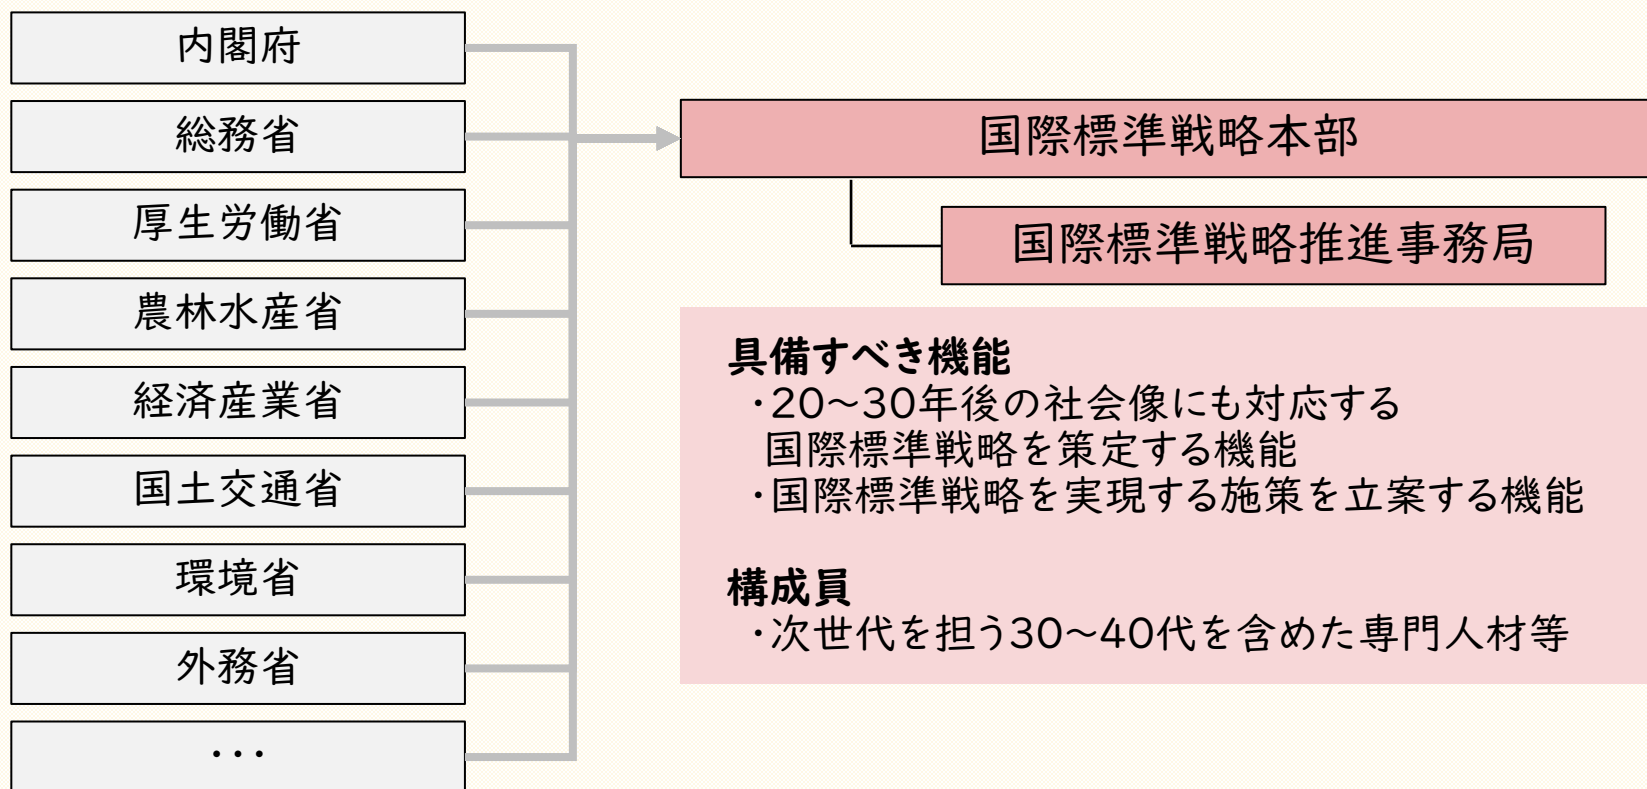 内閣府
総務省
厚生労働省
農林水産省
経済産業省
国土交通省
環境省
外務省
・・・
国際標準戦略本部
国際標準戦略推進事務局
具備すべき機能
・20～30年後の社会像にも対応する
国際標準戦略を策定する機能
・国際標準戦略を実現する施策を立案する機能
構成員
・次世代を担う30～40代を含めた専門人材等